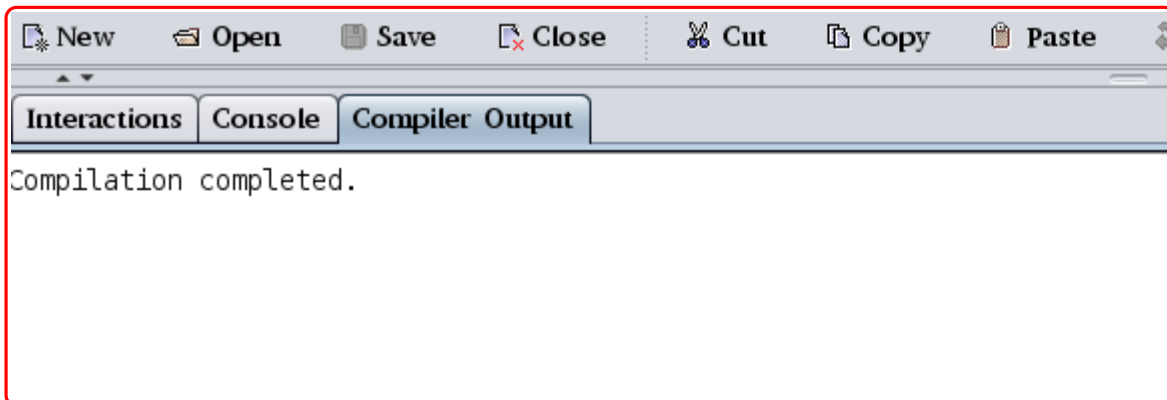 New Open Save Close Cut Copy Paste
Interactions Console Compiler Output
Compilation completed.